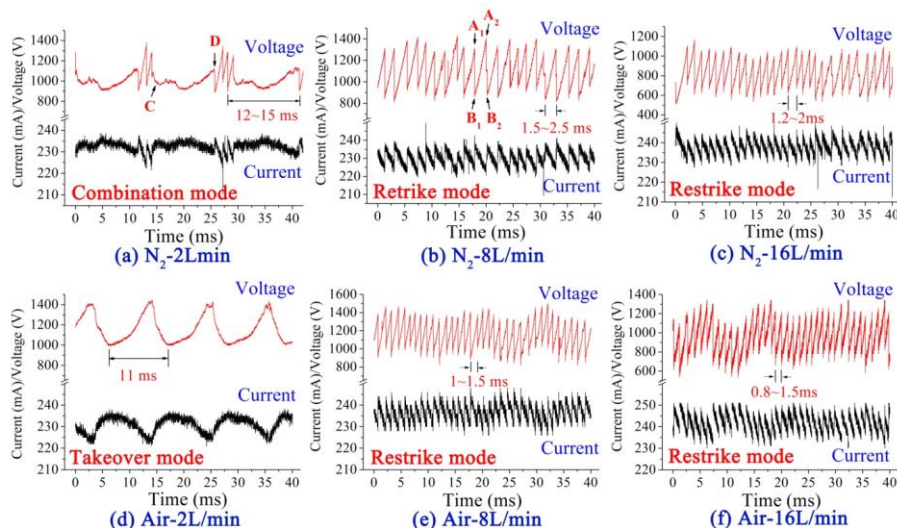 Current (mA)/Voltage (V)
1400
1200
1000
800
240
230
220
210
Voltage
D
C
12~15 ms
Current
Combination mode
0 5 10 15 20 25 30 35 40
Time (ms)
(a) N2-2Lmin
Current (mA)/Voltage (V)
1400
1200
1000
800
600
240
230
220
210
A1 A2
Voltage
B1 B2
1.5~2.5 ms
Current
Retrike mode
0 5 10 15 20 25 30 35 40
Time (ms)
(b) N2-8L/min
Current (mA)/Voltage (V)
1400
1200
1000
800
600
400
240
230
220
210
200
Voltage
1.2~2ms
Current
Restrike mode
0 5 10 15 20 25 30 35 40
Time (ms)
(c) N2-16L/min
Current (mA)/Voltage (V)
1600
1400
1200
1000
800
240
230
220
210
Voltage
11 ms
Current
Takeover mode
0 5 10 15 20 25 30 35 40
Time (ms)
(d) Air-2L/min
Current (mA)/Voltage (V)
1600
1400
1200
1000
800
600
250
240
230
220
210
Voltage
1~1.5 ms
Current
Restrike mode
0 5 10 15 20 25 30 35 40
Time (ms)
(e) Air-8L/min
Current (mA)/Voltage (V)
1400
1200
1000
800
600
260
250
240
230
220
Voltage
0.8~1.5ms
Restrike mode
Current
0 5 10 15 20 25 30 35 40
Time (ms)
(f) Air-16L/min